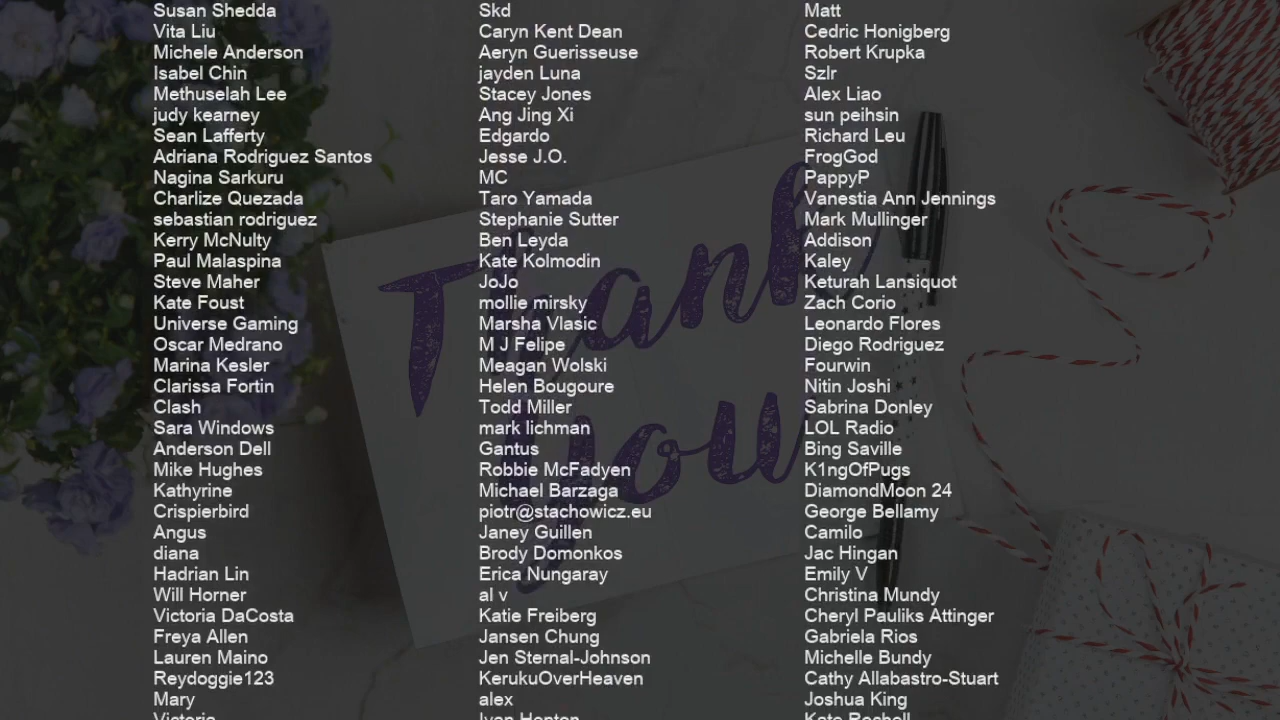 Susan Shedda
Vita Liu
Michele Anderson
Isabel Chin
Methuselah Lee
judy kearney
Sean Lafferty
Adriana Rodriguez Santos
Nagina Sarkuru
Charlize Quezada
sebastian rodriguez
Kerry McNulty
Paul Malaspina
Steve Maher
Kate Foust
Universe Gaming
Oscar Medrano
Marina Kesler
Clarissa Fortin
Clash
Sara Windows
Anderson Dell
Mike Hughes
Kathyrine
Crispierbird
Angus
diana
Hadrian Lin
Will Horner
Victoria DaCosta
Freya Allen
Lauren Maino
Reydoggie123
Mary
Victoria
Skd
Caryn Kent Dean
Aeryn Guerisseuse
jayden Luna
Stacey Jones
Ang Jing Xi
Edgardo
Jesse J.O.
MC
Taro Yamada
Stephanie Sutter
Ben Leyda
Kate Kolmodin
JoJo
mollie mirsky
Marsha Vlasic
M J Felipe
Meagan Wolski
Helen Bougoure
Todd Miller
mark lichman
Gantus
Robbie McFadyen
Michael Barzaga
piotr@stachowicz.eu
Janey Guillen
Brody Domonkos
Erica Nungaray
al v
Katie Freiberg
Jansen Chung
Jen Sternal-Johnson
KerukuOverHeaven
alex
Matt
Cedric Honigberg
Robert Krupka
Szlr
Alex Liao
sun peihsin
Richard Leu
FrogGod
PappyP
Vanestia Ann Jennings
Mark Mullinger
Addison
Kaley
Keturah Lansiquot
Zach Corio
Leonardo Flores
Diego Rodriguez
Fourwin
Nitin Joshi
Sabrina Donley
LOL Radio
Bing Saville
K1ngOfPugs
DiamondMoon 24
George Bellamy
Camilo
Jac Hingan
Emily V
Christina Mundy
Cheryl Pauliks Attinger
Gabriela Rios
Michelle Bundy
Cathy Allabastro-Stuart
Joshua King
Thank
you